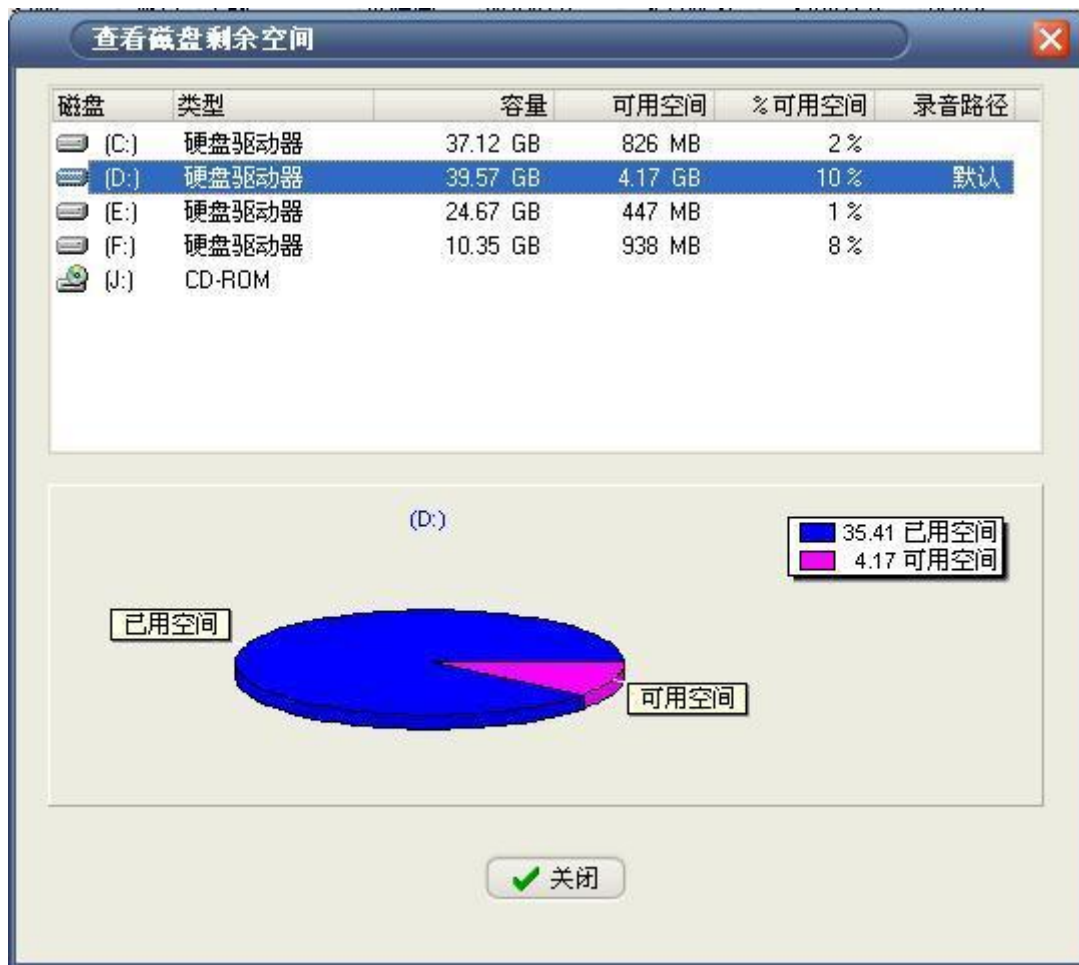 查看磁盘剩余空间
磁盘 类型 容量 可用空间 %可用空间 录音路径
(C:) 硬盘驱动器 37.12 GB 826 MB 2%
(D:) 硬盘驱动器 39.57 GB 4.17 GB 10% 默认
(E:) 硬盘驱动器 24.67 GB 447 MB 1%
(F:) 硬盘驱动器 10.35 GB 938 MB 8%
(J:) CD-ROM
(D:)
35.41 已用空间
4.17 可用空间
已用空间
可用空间
关闭